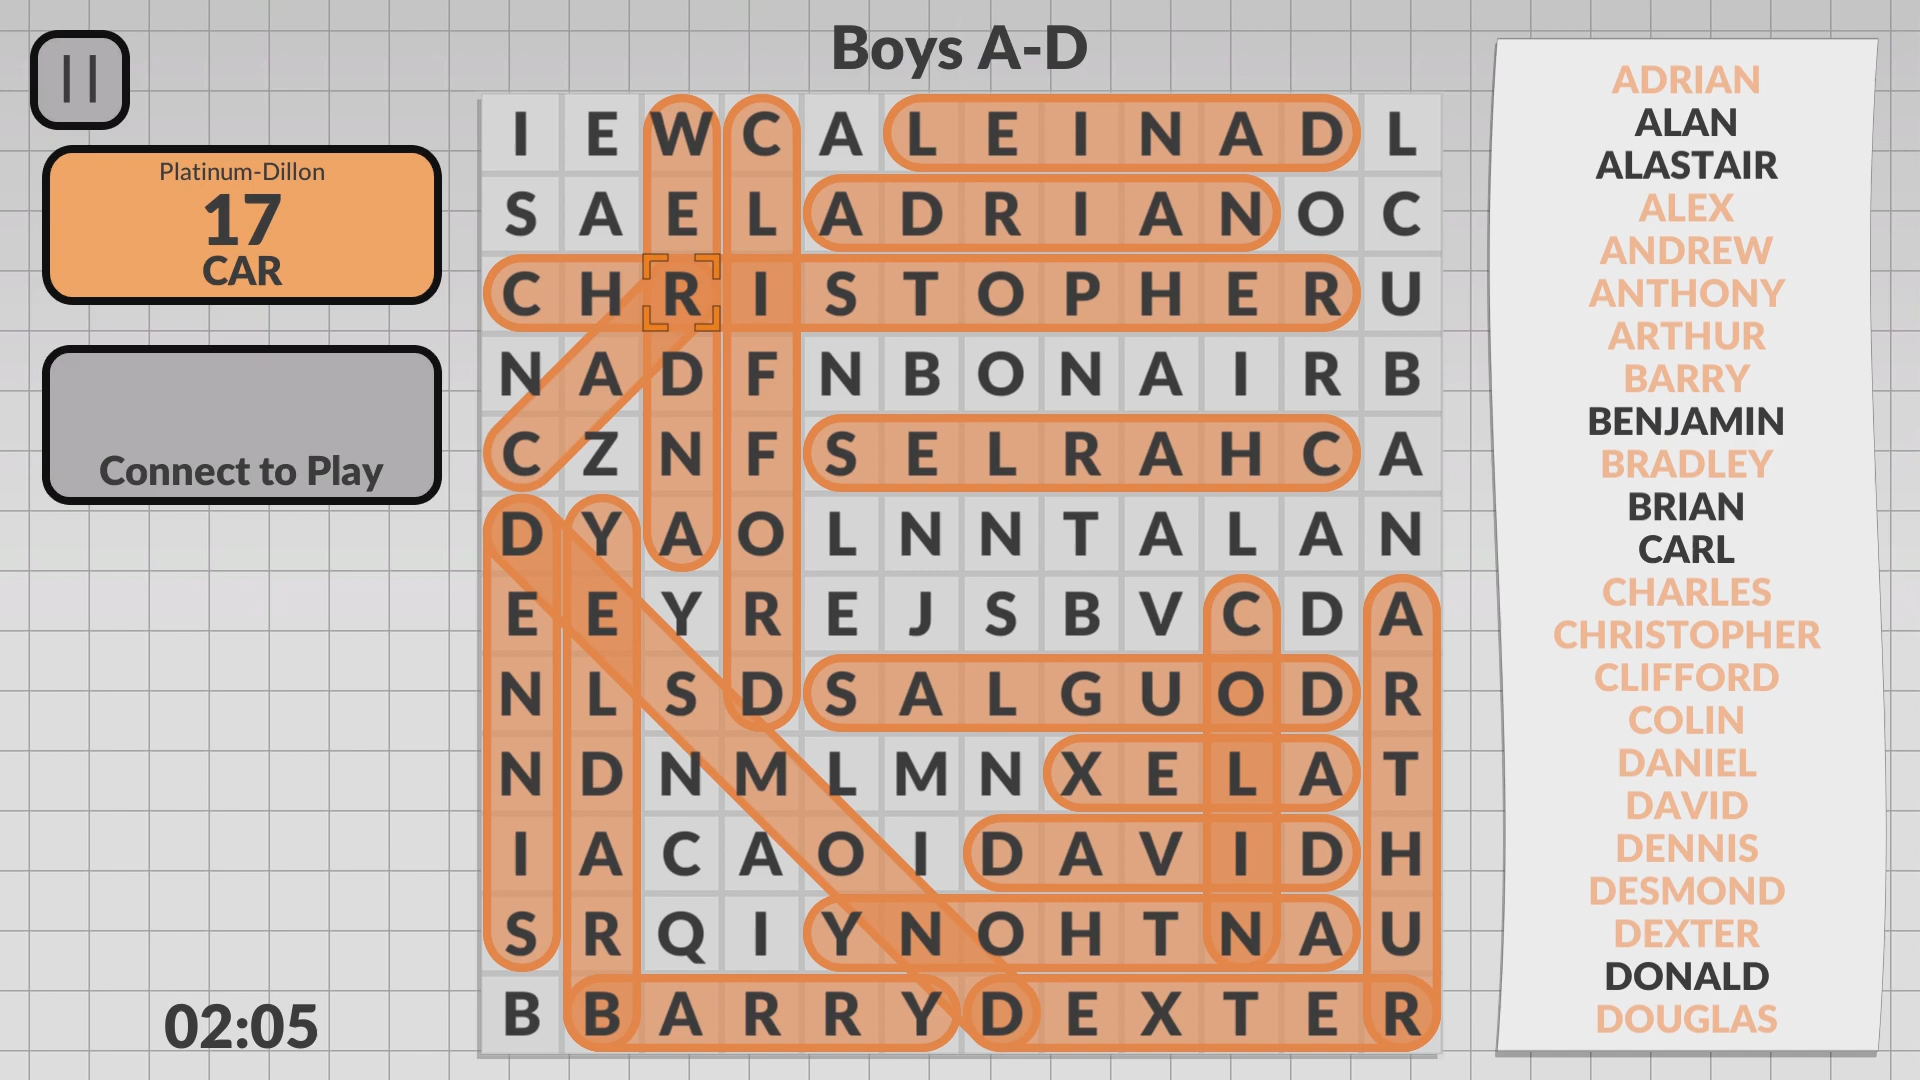 Boys A-D
Platinum-Dillon
17
CAR
Connect to Play
02:05
I E W C A L E I N A D L
S A E L A D R I A N O C
C H R I S T O P H E R U
N A D F N B O N A I R B
C Z N F S E L R A H C A
D Y A O L N N T A L A N
E E Y R E J S B V C D A
N L S D S A L G U O D R
N D N M L M N X E L A T
I A C A O I D A V I D H
S R Q I Y N O H T N A U
B B A R R Y D E X T E R
ADRIAN
ALAN
ALASTAIR
ALEX
ANDREW
ANTHONY
ARTHUR
BARRY
BENJAMIN
BRADLEY
BRIAN
CARL
CHARLES
CHRISTOPHER
CLIFFORD
COLIN
DANIEL
DAVID
DENNIS
DESMOND
DEXTER
DONALD
DOUGLAS